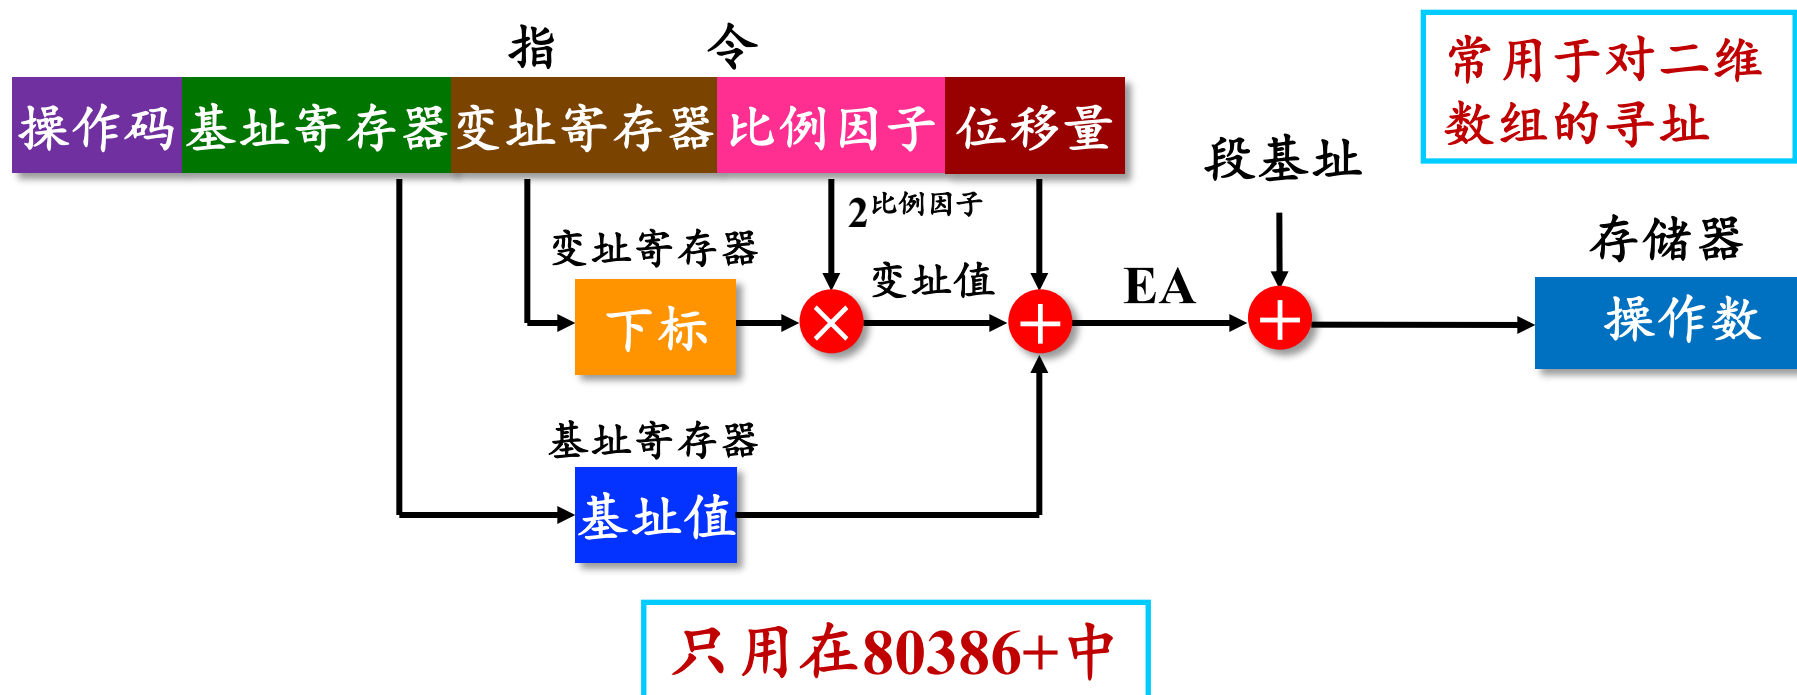 指 令
常用于对二维
数组的寻址
操作码 基址寄存器 变址寄存器 比例因子 位移量
段基址
2比例因子
变址寄存器
变址值
EA
存储器
下标
×
+
+
操作数
基址寄存器
基址值
只用在80386+中